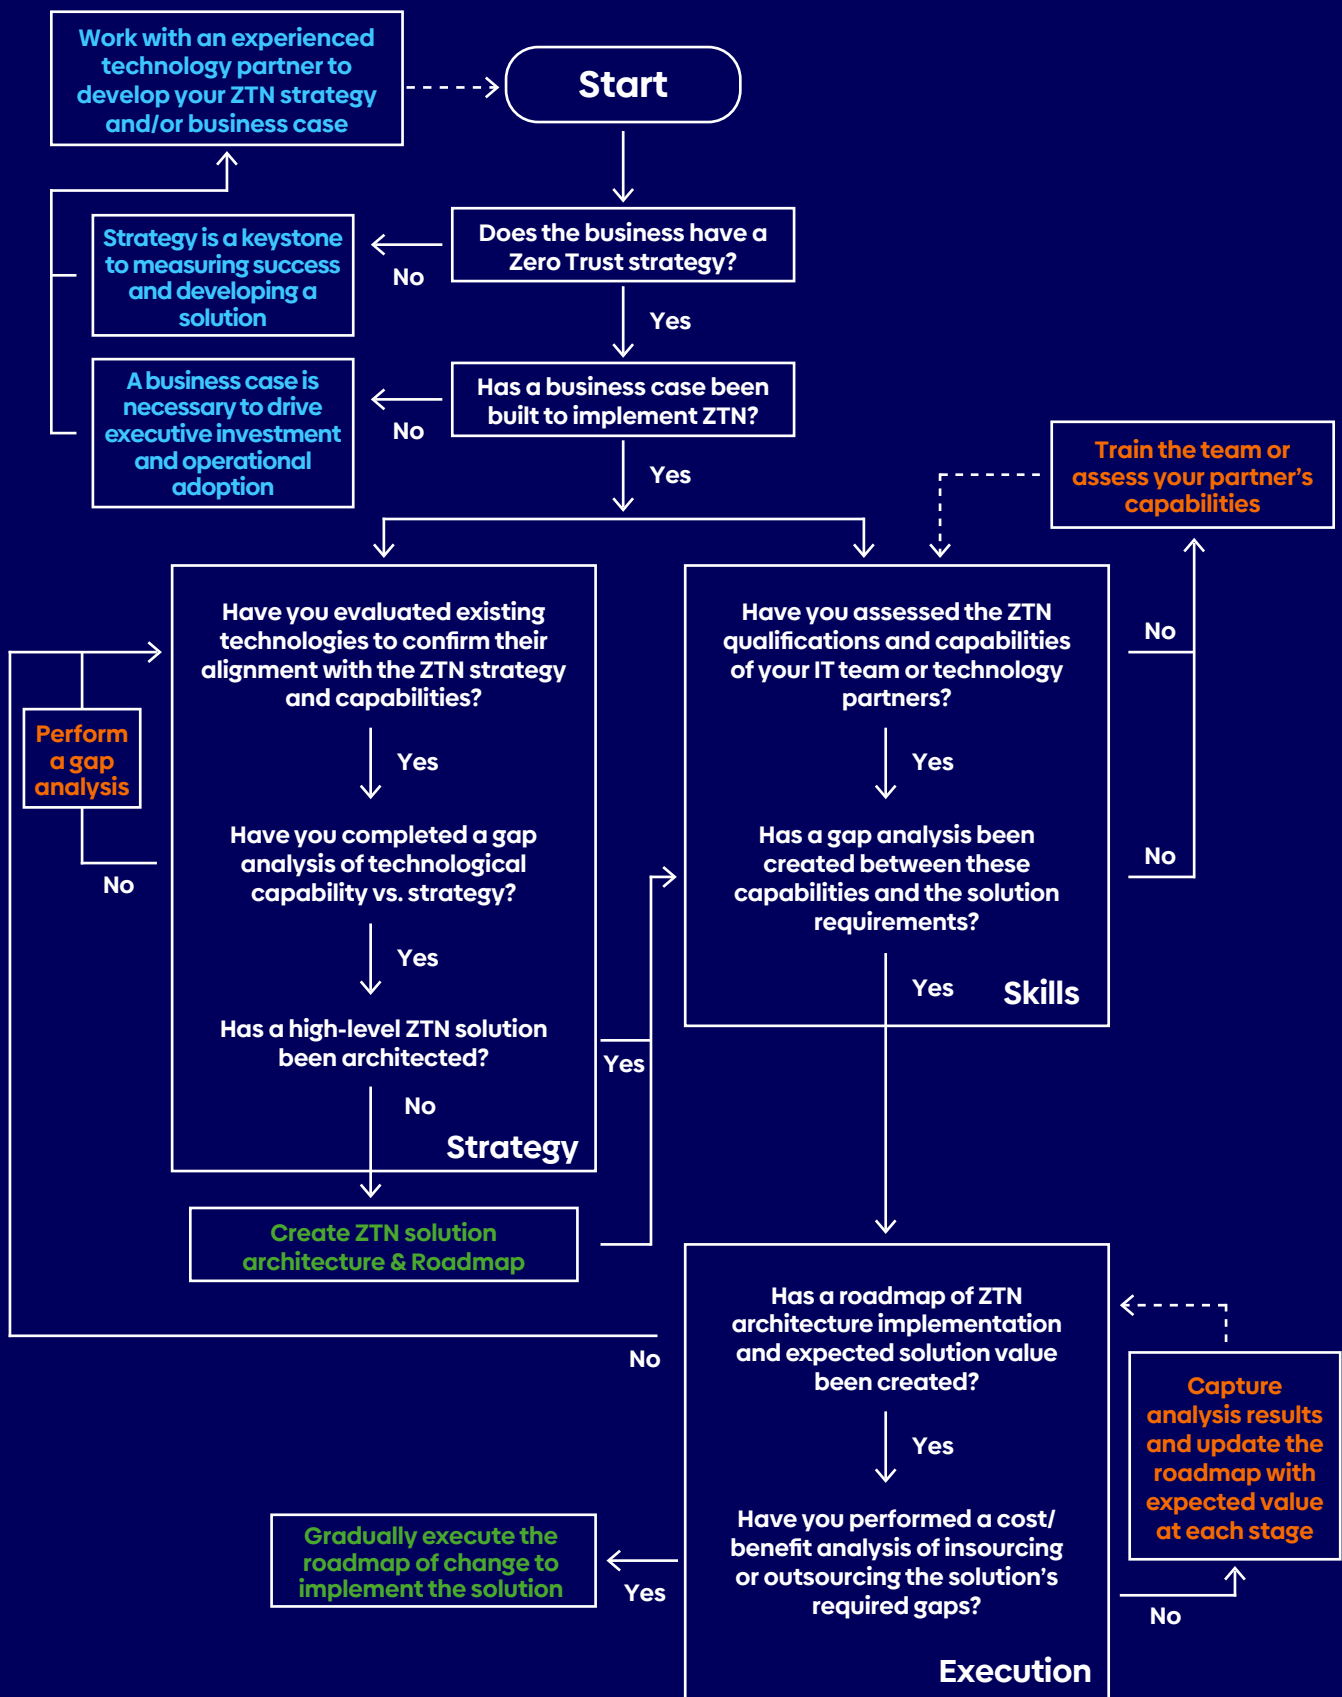 Work with an experienced
technology partner to
develop your ZTN strategy
and/or business case
Start
Does the business have a
Zero Trust strategy?
No
Strategy is a keystone
to measuring success
and developing a
solution
Yes
Has a business case been
built to implement ZTN?
No
A business case is
necessary to drive
executive investment
and operational
adoption
Yes
Train the team or
assess your partner's
capabilities
Have you evaluated existing
technologies to confirm their
alignment with the ZTN strategy
and capabilities?
Yes
Perform
a gap
analysis
No
Have you completed a gap
analysis of technological
capability vs. strategy?
Yes
Has a high-level ZTN solution
been architected?
Yes
No
Strategy
Create ZTN solution
architecture & Roadmap
Have you assessed the ZTN
qualifications and capabilities
of your IT team or technology
partners?
No
Yes
Has a gap analysis been
created between these
capabilities and the solution
requirements?
No
Yes
Skills
Has a roadmap of ZTN
architecture implementation
and expected solution value
been created?
No
Yes
Capture
analysis results
and update the
roadmap with
expected value
at each stage
Have you performed a cost/
benefit analysis of insourcing
or outsourcing the solution's
required gaps?
No
Yes
Gradually execute the
roadmap of change to
implement the solution
Execution